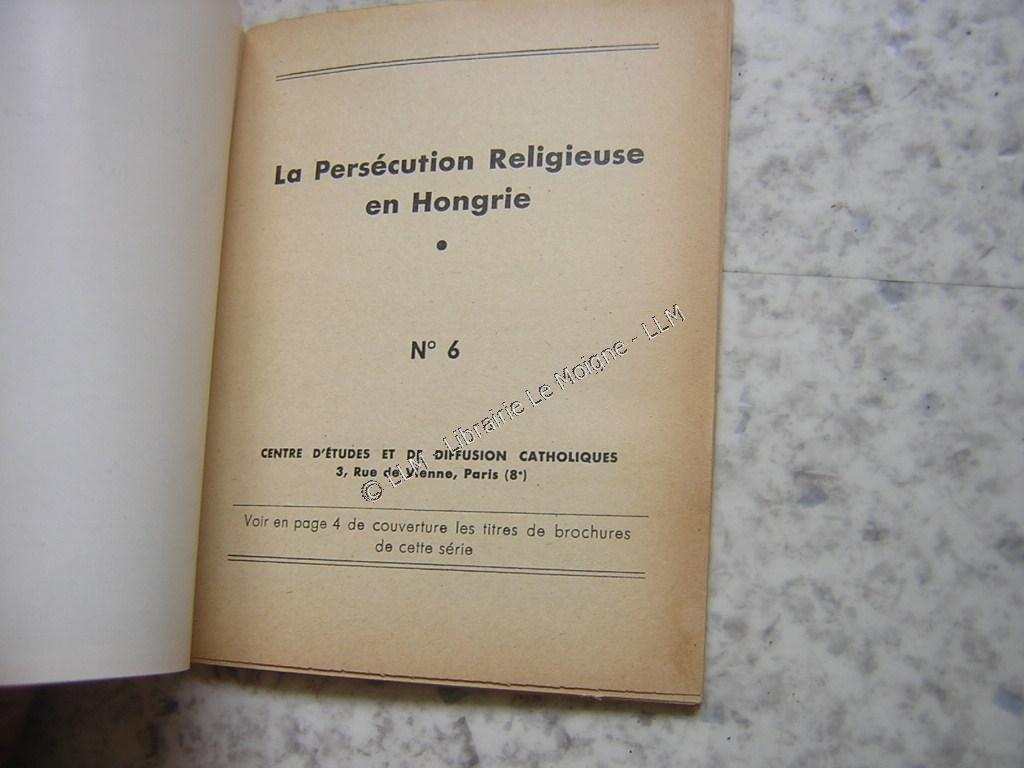 La Persécution Religieuse
en Hongrie
N° 6
CENTRE D'ÉTUDES ET DE DIFFUSION CATHOLIQUES
3, Rue de Vienne, Paris (8e)
Voir en page 4 de couverture les titres de brochures
de cette série
© LLM - Librairie Le Moigne - LLM